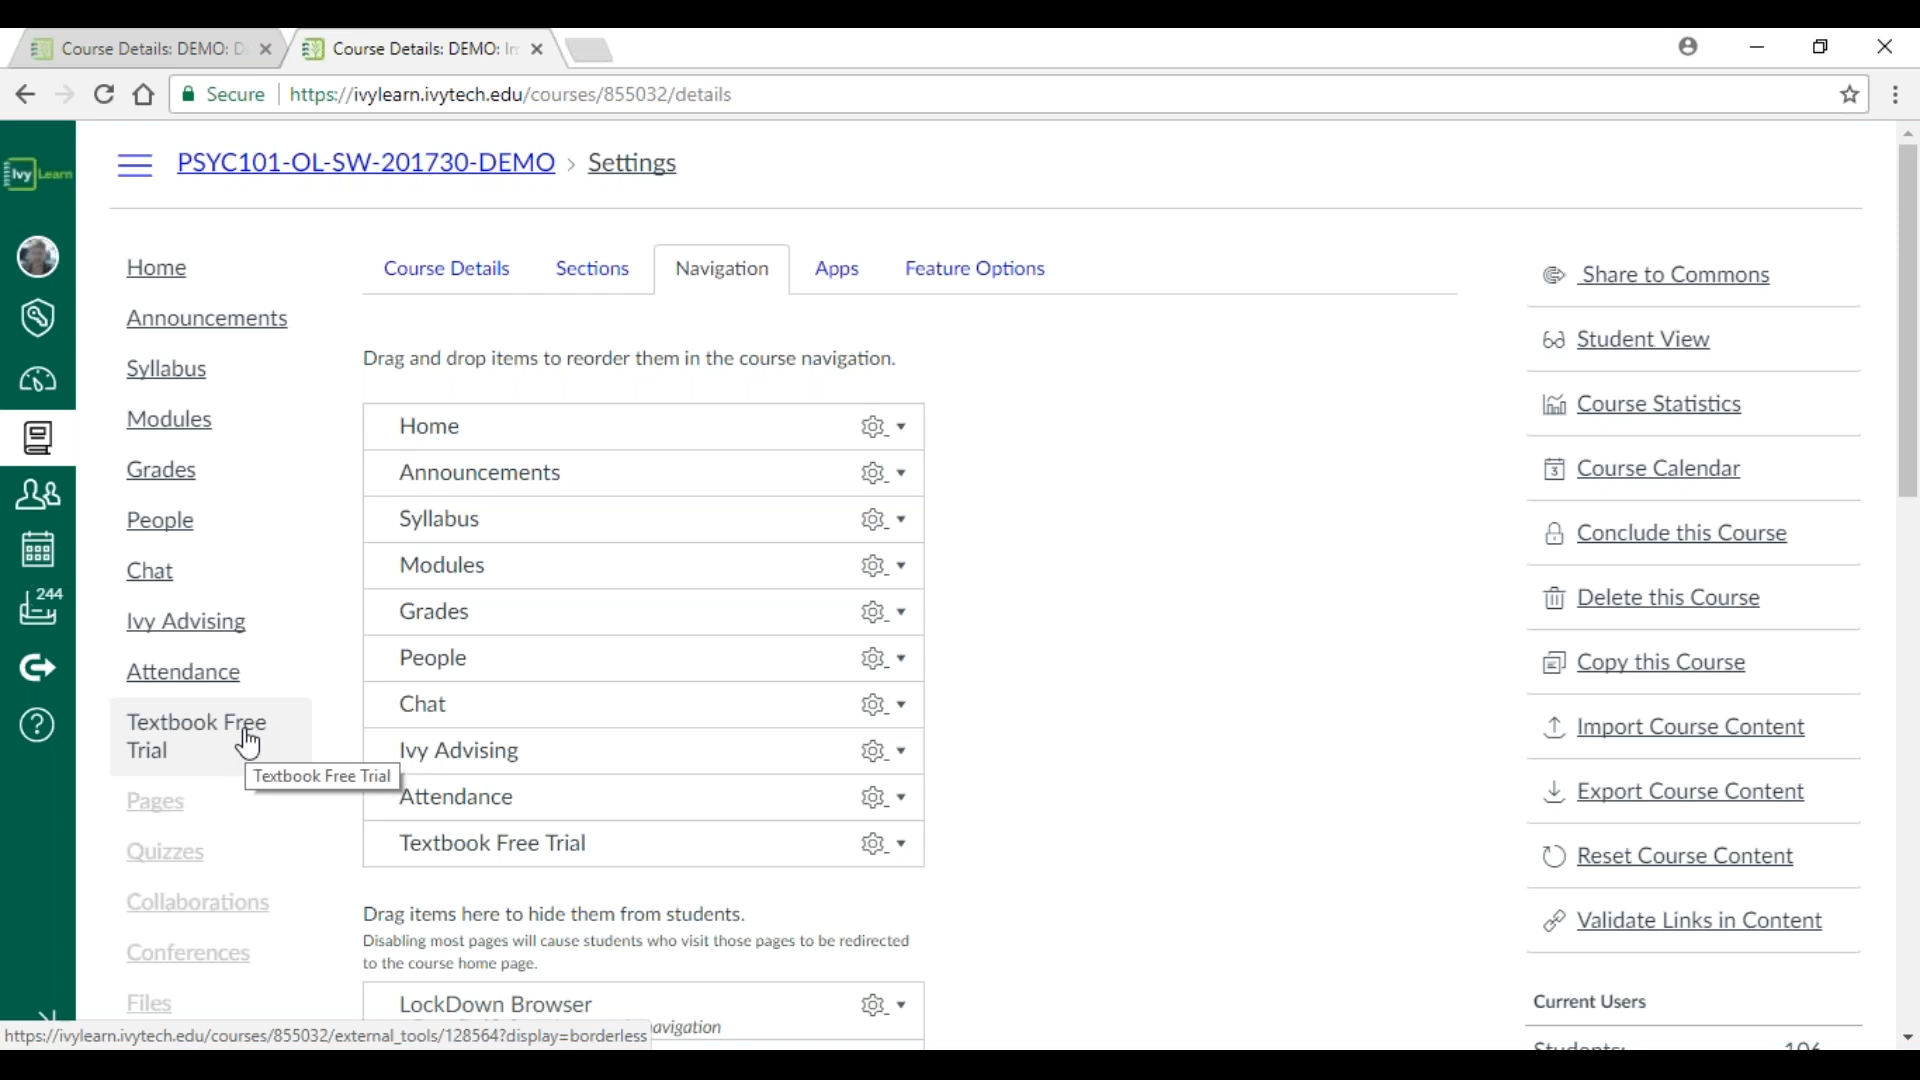 Course Details: DEMO: D
Course Details: DEMO: In
Secure
https://ivylearn.ivytech.edu/courses/855032/details
Ivy Learn
PSYC101-OL-SW-201730-DEMO > Settings
244
Home
Announcements
Syllabus
Modules
Grades
People
Chat
Ivy Advising
Attendance
Textbook Free
Trial
Textbook Free Trial
Pages
Quizzes
Collaborations
Conferences
Files
Course Details
Sections
Navigation
Apps
Feature Options
Drag and drop items to reorder them in the course navigation.
Home
Announcements
Syllabus
Modules
Grades
People
Chat
Ivy Advising
Attendance
Textbook Free Trial
Drag items here to hide them from students.
Disabling most pages will cause students who visit those pages to be redirected
to the course home page.
LockDown Browser
avigation
Share to Commons
Student View
Course Statistics
3
Course Calendar
Conclude this Course
Delete this Course
Copy this Course
Import Course Content
Export Course Content
Reset Course Content
Validate Links in Content
Current Users
Students: 106
https://ivylearn.ivytech.edu/courses/855032/external_tools/128564?display=borderless